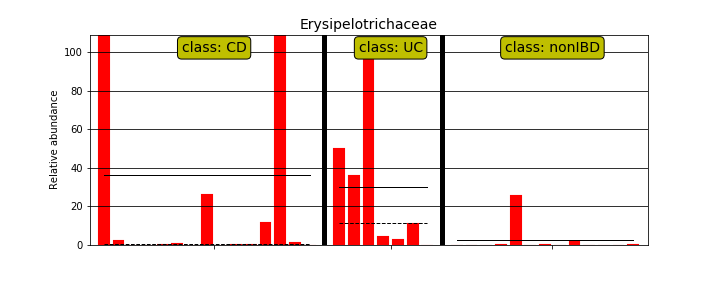 Erysipelotrichaceae
class: CD
class: UC
class: nonIBD
Relative abundance
100
80
60
40
20
0